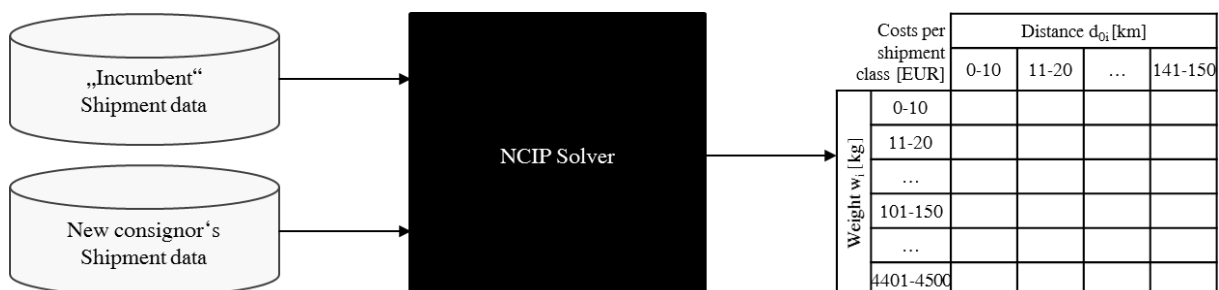 „Incumbent“
Shipment data
New consignor‘s
Shipment data
NCIP Solver
Costs per
shipment
class [EUR]
Distance d0i [km]
0-10
11-20
…
141-150
Weight wi [kg]
0-10
11-20
…
101-150
…
4401-4500